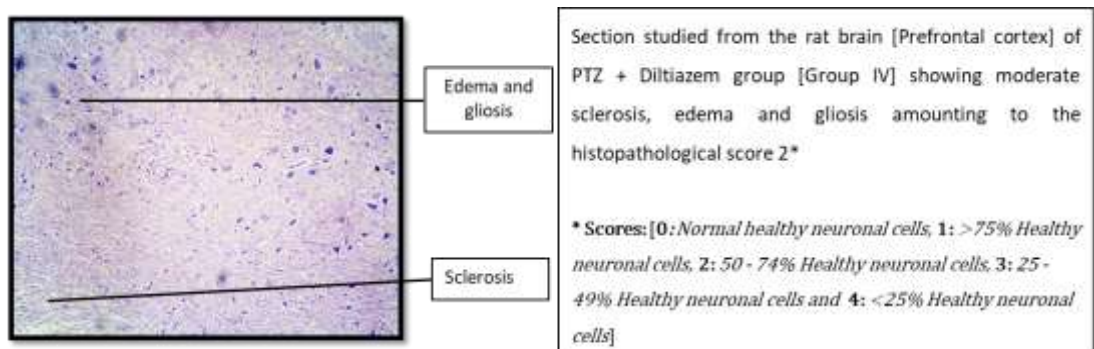 Edema and
gliosis
Sclerosis
Section studied from the rat brain [Prefrontal cortex] of
PTZ + Diltiazem group [Group IV] showing moderate
sclerosis, edema and gliosis amounting to the
histopathological score 2*
* Scores:[0:Normal healthy neuronal cells, 1: >75% Healthy
neuronal cells, 2: 50 - 74% Healthy neuronal cells, 3: 25 -
49% Healthy neuronal cells and 4: <25% Healthy neuronal
cells]